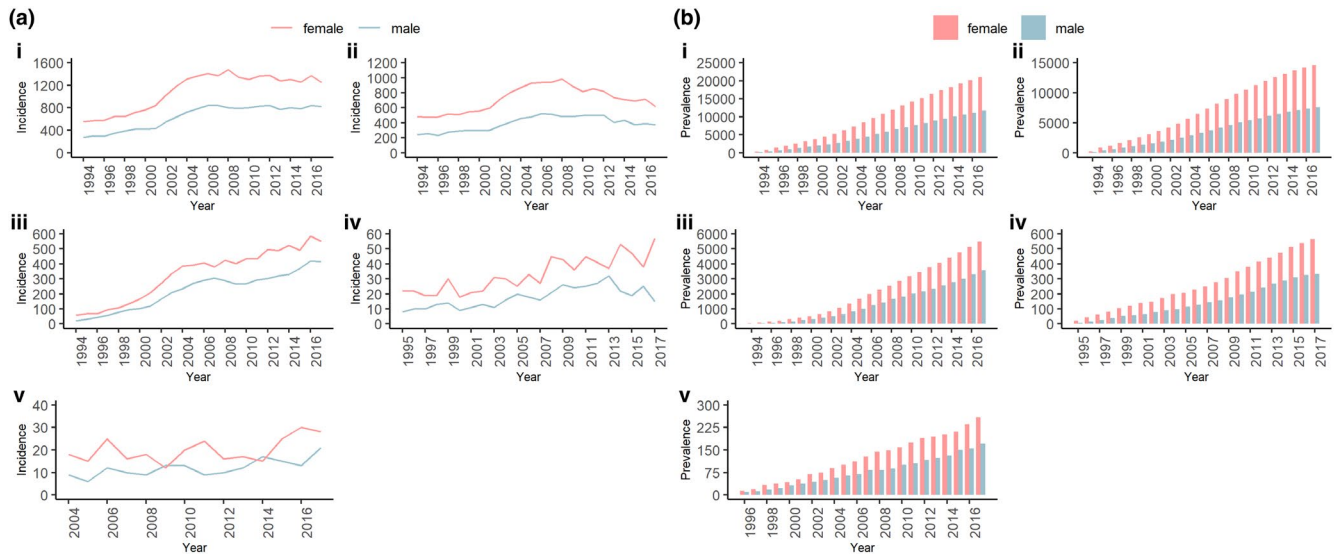 (a)
female male
i
Incidence
1600
1200
800
400
0
1994 1996 1998 2000 2002 2004 2006 2008 2010 2012 2014 2016
Year
ii
Incidence
1200
1000
800
600
400
200
0
1994 1996 1998 2000 2002 2004 2006 2008 2010 2012 2014 2016
Year
iii
Incidence
600
500
400
300
200
100
0
1994 1996 1998 2000 2002 2004 2006 2008 2010 2012 2014 2016
Year
iv
Incidence
60
50
40
30
20
10
0
1995 1997 1999 2001 2003 2005 2007 2009 2011 2013 2015 2017
Year
v
Incidence
40
30
20
10
0
2004 2006 2008 2010 2012 2014 2016
Year
(b)
female male
i
Prevalence
25000
20000
15000
10000
5000
0
1994 1996 1998 2000 2002 2004 2006 2008 2010 2012 2014 2016
Year
ii
Prevalence
15000
10000
5000
0
1994 1996 1998 2000 2002 2004 2006 2008 2010 2012 2014 2016
Year
iii
Prevalence
6000
5000
4000
3000
2000
1000
0
1994 1996 1998 2000 2002 2004 2006 2008 2010 2012 2014 2016
Year
iv
Prevalence
600
500
400
300
200
100
0
1995 1997 1999 2001 2003 2005 2007 2009 2011 2013 2015 2017
Year
v
Prevalence
300
225
150
75
0
1996 1998 2000 2002 2004 2006 2008 2010 2012 2014 2016
Year